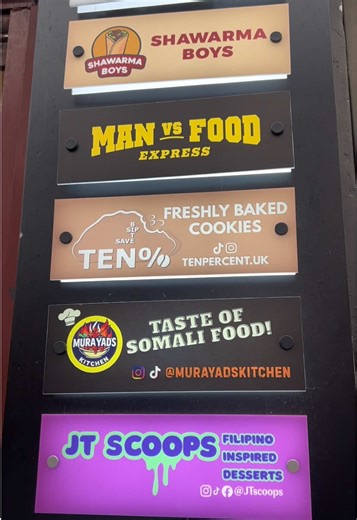 SHAWARMA
BOYS
SHAWARMA
BOYS
MAN VS FOOD
EXPRESS
BITE
SIP
SAVE
TEN%
FRESHLY BAKED
COOKIES
TENPERCENT.UK
MURAYADS
KITCHEN
TASTE OF
SOMALI FOOD!
@MURAYADSKITCHEN
JT SCOOPS
FILIPINO
INSPIRED
DESSERTS
@JTscoops